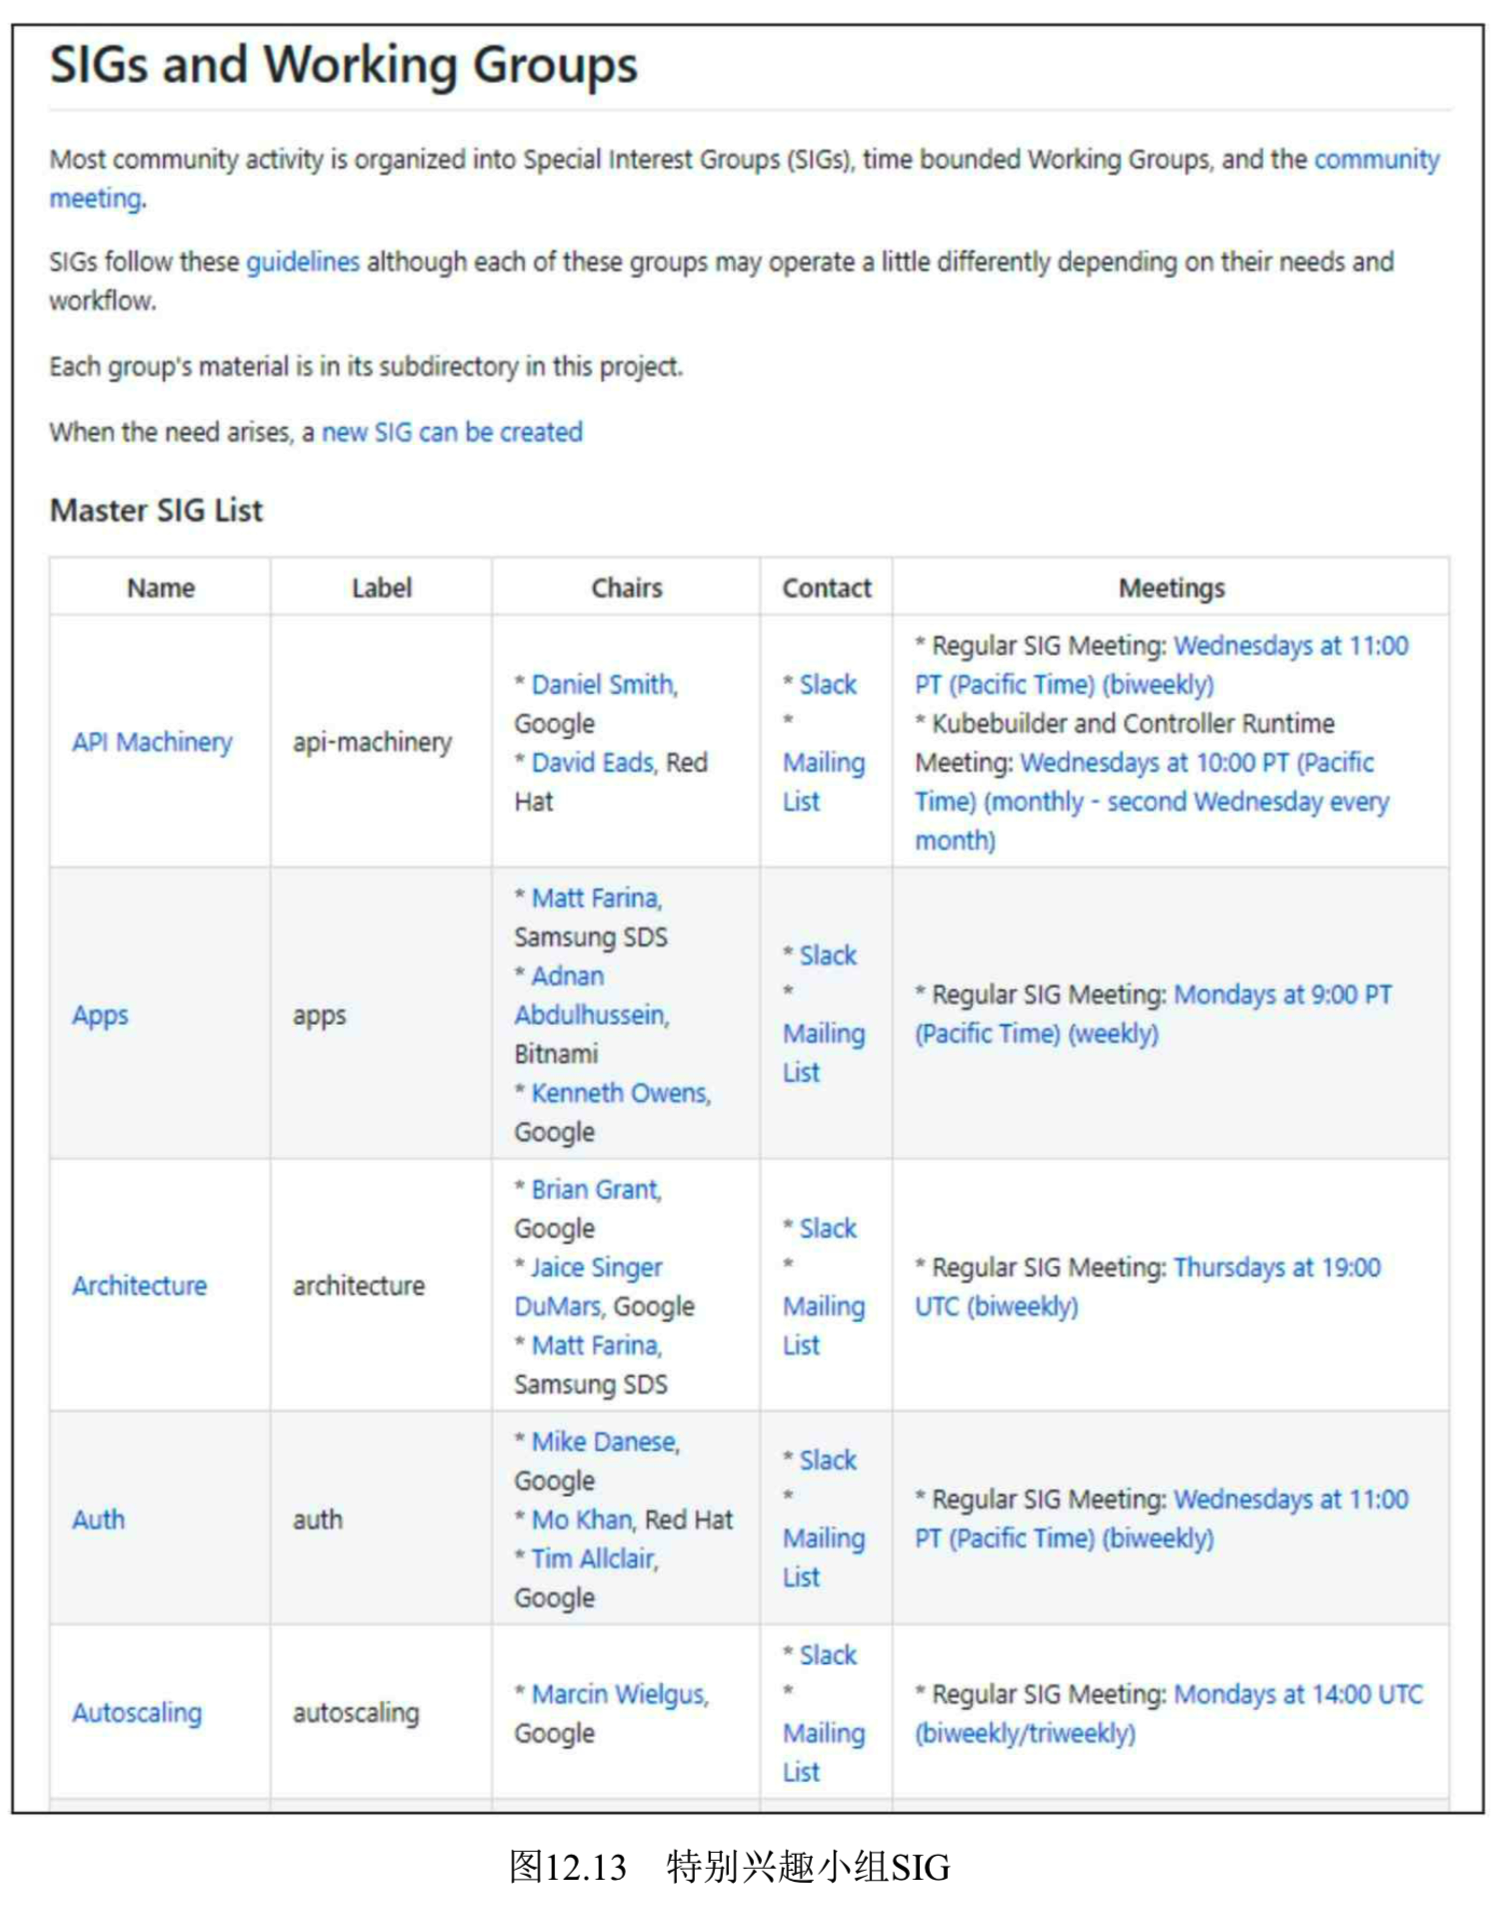 SIGs and Working Groups
Most community activity is organized into Special Interest Groups (SIGs), time bounded Working Groups, and the community
meeting.
SIGs follow these guidelines although each of these groups may operate a little differently depending on their needs and
workflow.
Each group's material is in its subdirectory in this project.
When the need arises, a new SIG can be created
Master SIG List
Name Label Chairs Contact Meetings
API Machinery
api-machinery
* Daniel Smith,
Google
* David Eads, Red
Hat
* Slack
*
Mailing
List
* Regular SIG Meeting: Wednesdays at 11:00
PT (Pacific Time) (biweekly)
* Kubebuilder and Controller Runtime
Meeting: Wednesdays at 10:00 PT (Pacific
Time) (monthly - second Wednesday every
month)
Apps
apps
* Matt Farina,
Samsung SDS
* Adnan
Abdulhussein,
Bitnami
* Kenneth Owens,
Google
* Slack
*
Mailing
List
* Regular SIG Meeting: Mondays at 9:00 PT
(Pacific Time) (weekly)
Architecture
architecture
* Brian Grant,
Google
* Jaice Singer
DuMars, Google
* Matt Farina,
Samsung SDS
* Slack
*
Mailing
List
* Regular SIG Meeting: Thursdays at 19:00
UTC (biweekly)
Auth
auth
* Mike Danese,
Google
* Mo Khan, Red Hat
* Tim Allclair,
Google
* Slack
*
Mailing
List
* Regular SIG Meeting: Wednesdays at 11:00
PT (Pacific Time) (biweekly)
Autoscaling
autoscaling
* Marcin Wielgus,
Google
* Slack
*
Mailing
List
* Regular SIG Meeting: Mondays at 14:00 UTC
(biweekly/triweekly)
图12.13 特别兴趣小组SIG